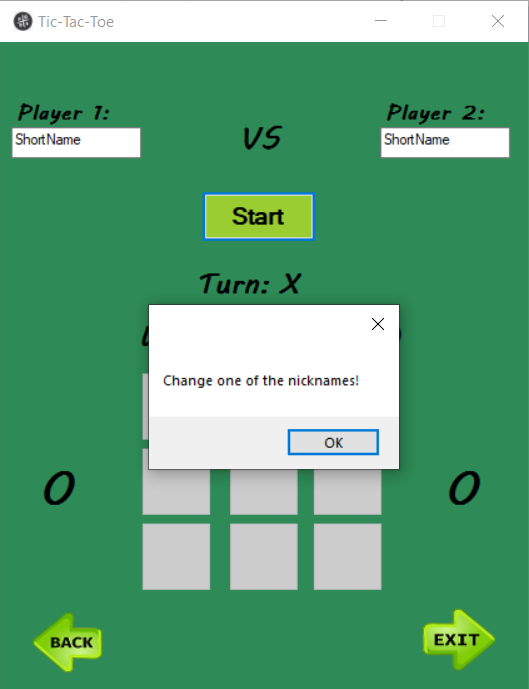 Tic-Tac-Toe
Player 1:
Player 2:
ShortName
VS
ShortName
Start
Turn: X
Change one of the nicknames!
OK
0
0
BACK
EXIT